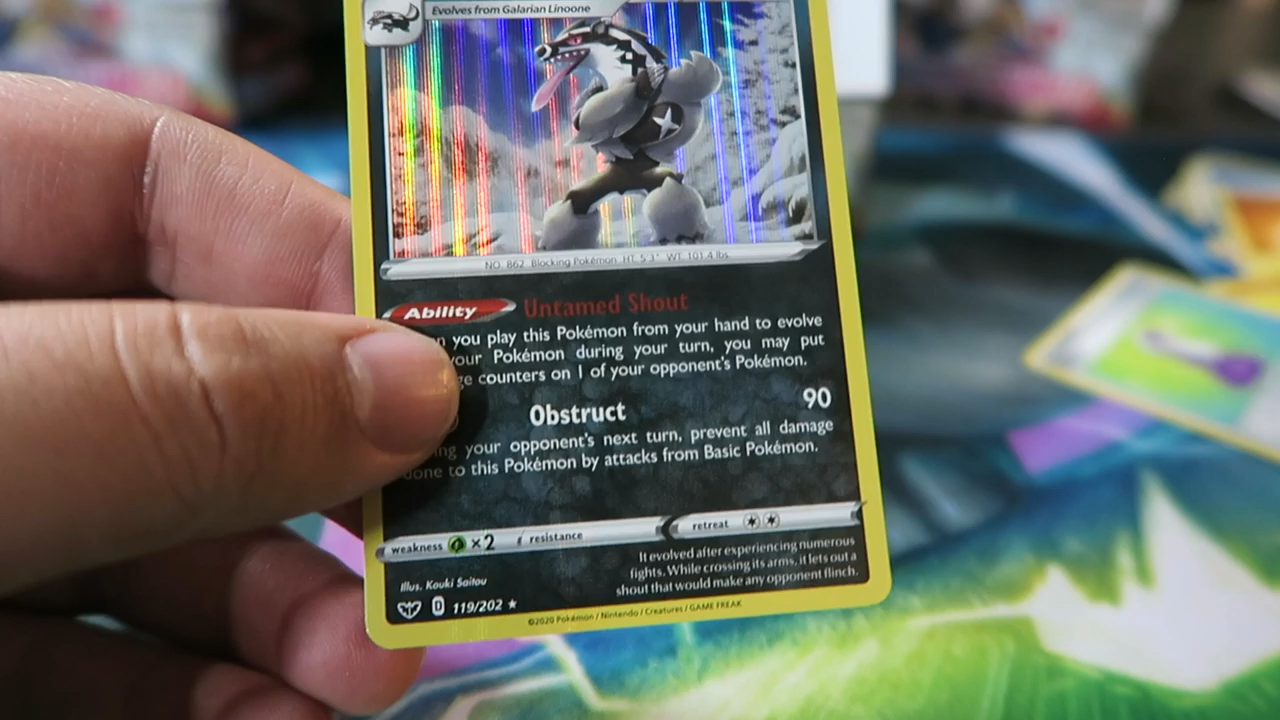 Evolves from Galarian Linoone
NO. 862 Blocking Pokémon HT. 5'3" WT. 101.4 lbs.
Ability Untamed Shout
you play this Pokémon from your hand to evolve
your Pokémon during your turn, you may put
counters on 1 of your opponent's Pokémon.
Obstruct 90
your opponent's next turn, prevent all damage
done to this Pokémon by attacks from Basic Pokémon.
weakness ×2 resistance retreat
It evolved after experiencing numerous
fights. While crossing its arms, it lets out a
shout that would make any opponent flinch.
Illus. Kouki Saitou
D 119/202 ★
©2020 Pokémon / Nintendo / Creatures / GAME FREAK